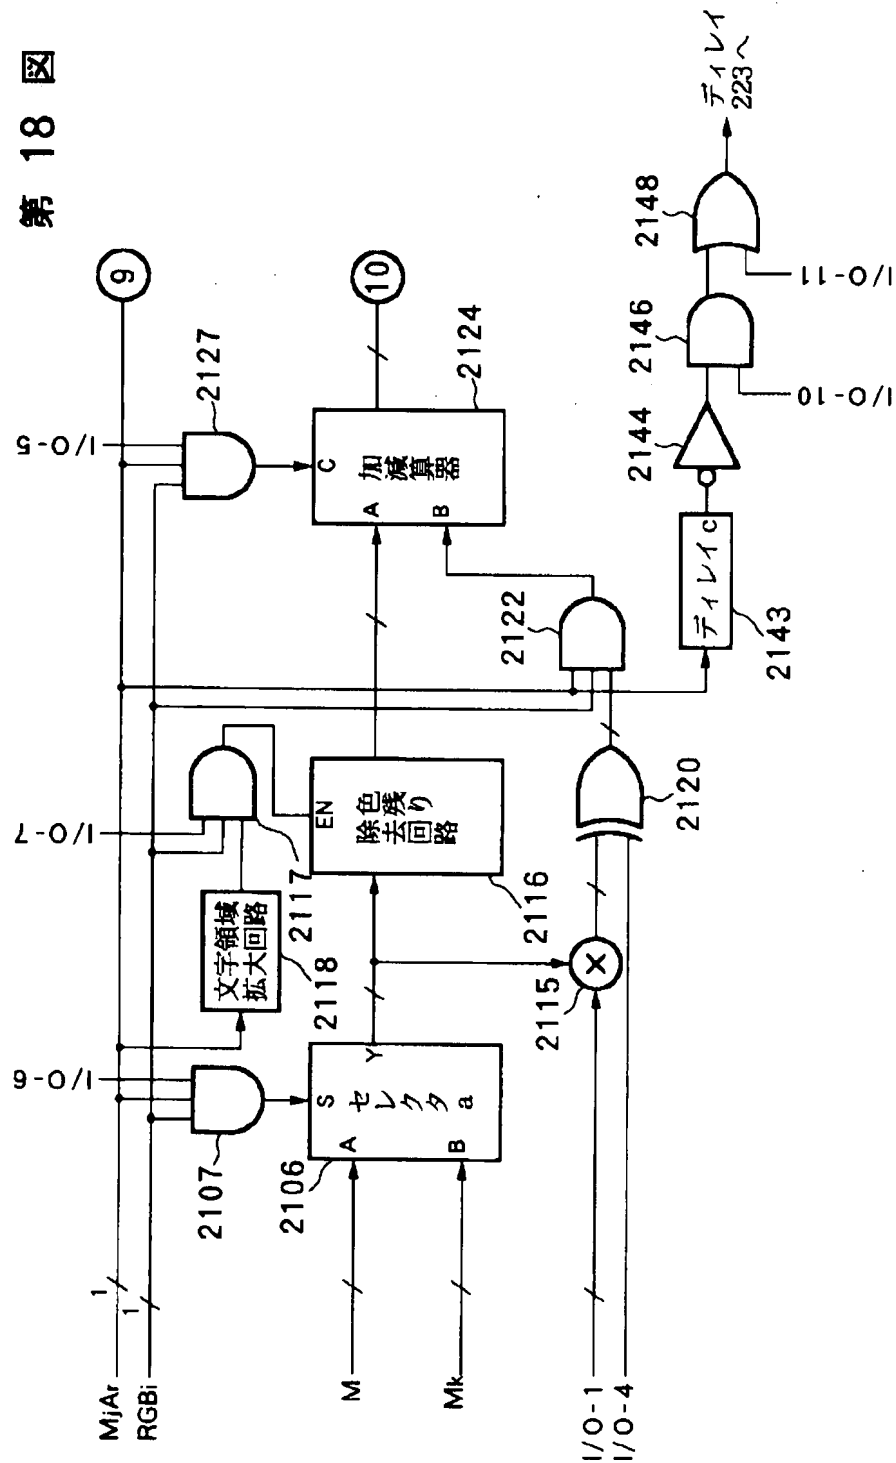 第 18 図
MjAr
1
RGBi
1
I/O-6
2107
I/O-7
2117
文字領域
拡大回路
2118
I/O-5
2127
9
M
Mk
A
B
S
Y
セレクタ
a
2106
EN
色残り
除去回路
2116
A
B
C
加減算器
2124
10
I/O-1
I/O-4
2115
2120
2122
ディレイc
2143
2144
I/O-10
2146
I/O-11
2148
ディレイ
223へ